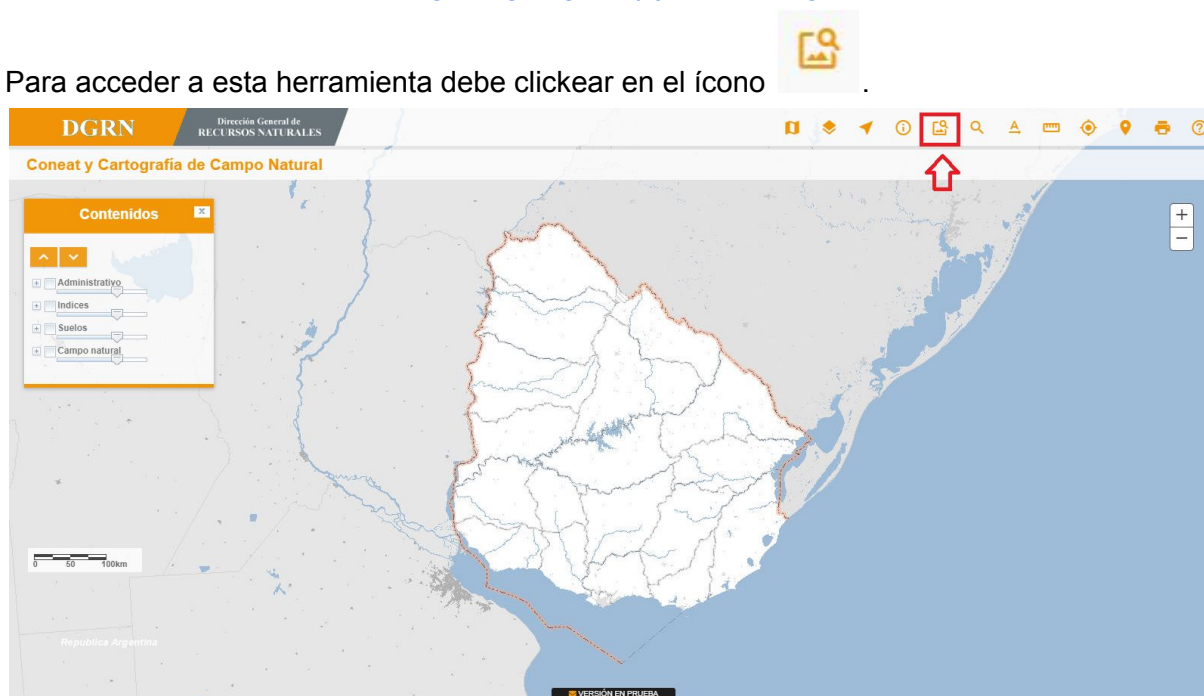 Para acceder a esta herramienta debe clickear en el ícono .
DGRN
Dirección General de
RECURSOS NATURALES
Coneat y Cartografía de Campo Natural
Contenidos
Administrativo
Indices
Suelos
Campo natural
+
−
0 50 100km
Republica Argentina
VERSIÓN EN PRUEBA